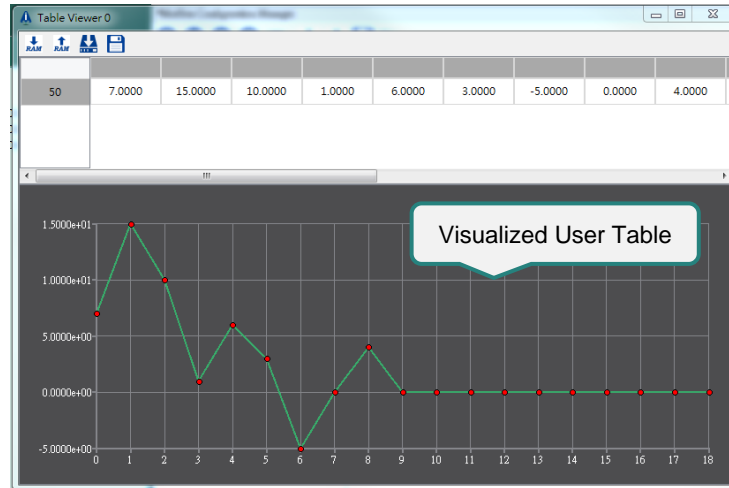 Table Viewer 0
RAM RAM
50 7.0000 15.0000 10.0000 1.0000 6.0000 3.0000 -5.0000 0.0000 4.0000
Visualized User Table
1.5000e+01
1.0000e+01
5.0000e+00
0.0000e+00
-5.0000e+00
0 1 2 3 4 5 6 7 8 9 10 11 12 13 14 15 16 17 18